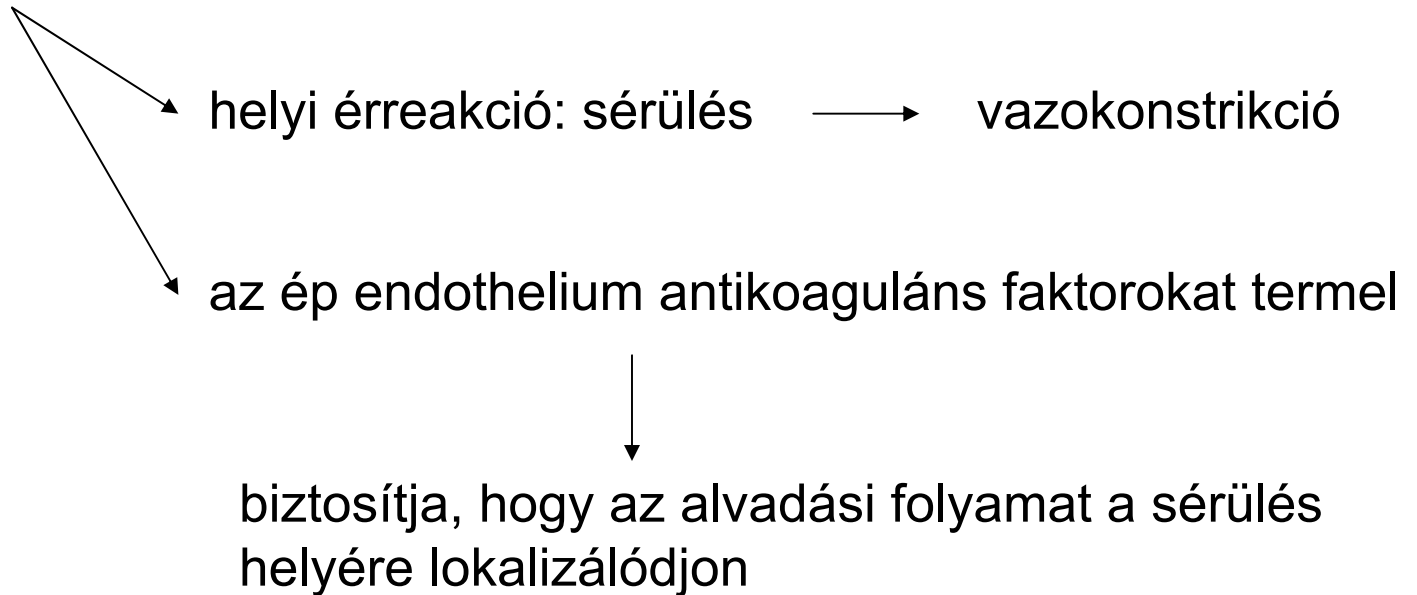 helyi érreakció: sérülés vazokonstrikció
az ép endothelium antikoaguláns faktorokat termel
biztosítja, hogy az alvadási folyamat a sérülés
helyére lokalizálódjon